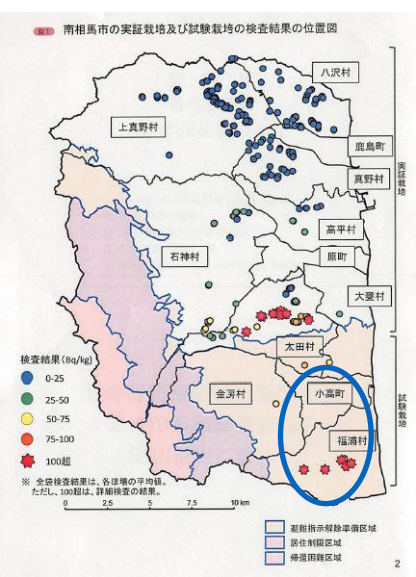 図1 南相馬市の実証栽培及び試験栽培の検査結果の位置図
八沢村
上真野村
鹿島町
真野村
実証栽培
高平村
石神村
原町
大甕村
太田村
試験栽培
金房村
小高町
福浦村
検査結果(Bq/kg)
0-25
25-50
50-75
75-100
100超
※ 全袋検査結果は、各ほ場の平均値。
ただし、100超は、詳細検査の結果。
0 2.5 5 7.5 10 km
避難指示解除準備区域
居住制限区域
帰還困難区域
2